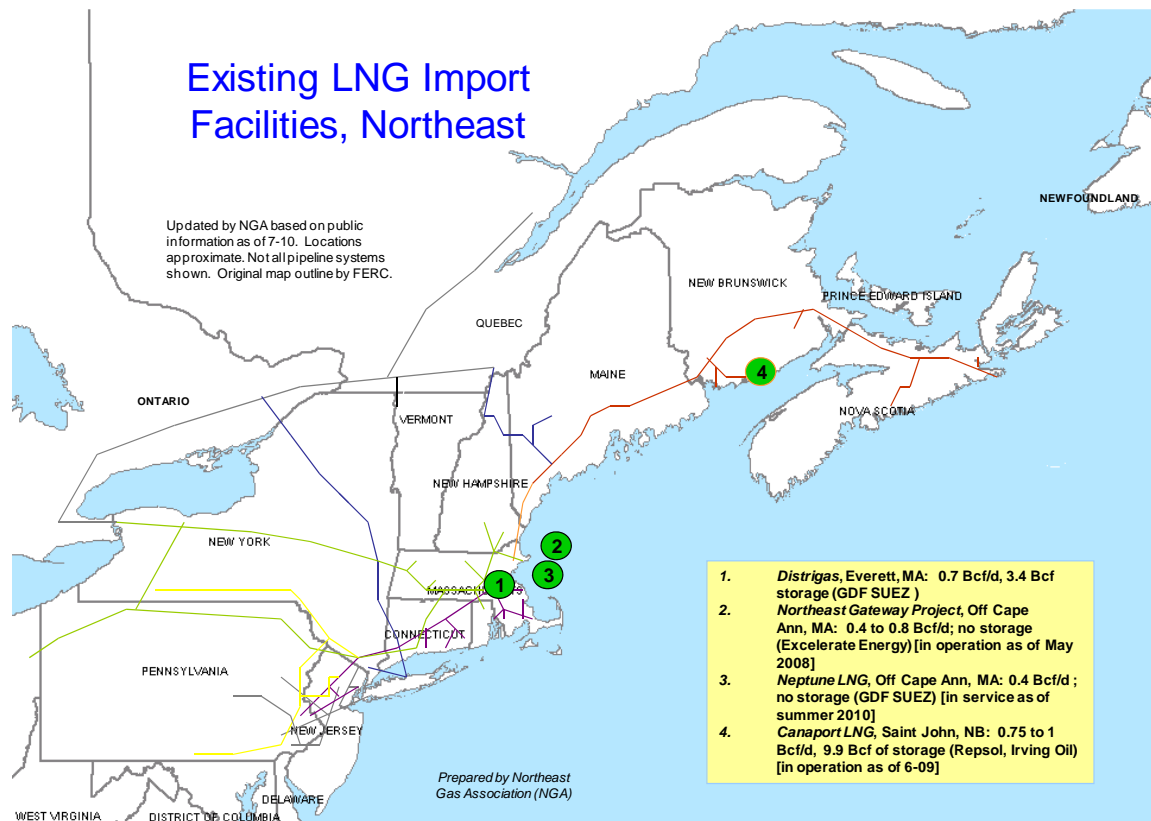 Existing LNG Import
Facilities, Northeast
Updated by NGA based on public
information as of 7-10. Locations
approximate. Not all pipeline systems
shown. Original map outline by FERC.
NEWFOUNDLAND
NEW BRUNSWICK
PRINCE EDWARD ISLAND
QUEBEC
MAINE
4
ONTARIO
NOVA SCOTIA
VERMONT
NEW HAMPSHIRE
NEW YORK
2
3
1
MASSACHUSETTS
CONNECTICUT
PENNSYLVANIA
NEW JERSEY
DELAWARE
WEST VIRGINIA
DISTRICT OF COLUMBIA
1. Distrigas, Everett, MA: 0.7 Bcf/d, 3.4 Bcf
storage (GDF SUEZ )
2. Northeast Gateway Project, Off Cape
Ann, MA: 0.4 to 0.8 Bcf/d; no storage
(Excelerate Energy) [in operation as of May
2008]
3. Neptune LNG, Off Cape Ann, MA: 0.4 Bcf/d ;
no storage (GDF SUEZ) [in service as of
summer 2010]
4. Canaport LNG, Saint John, NB: 0.75 to 1
Bcf/d, 9.9 Bcf of storage (Repsol, Irving Oil)
[in operation as of 6-09]
Prepared by Northeast
Gas Association (NGA)